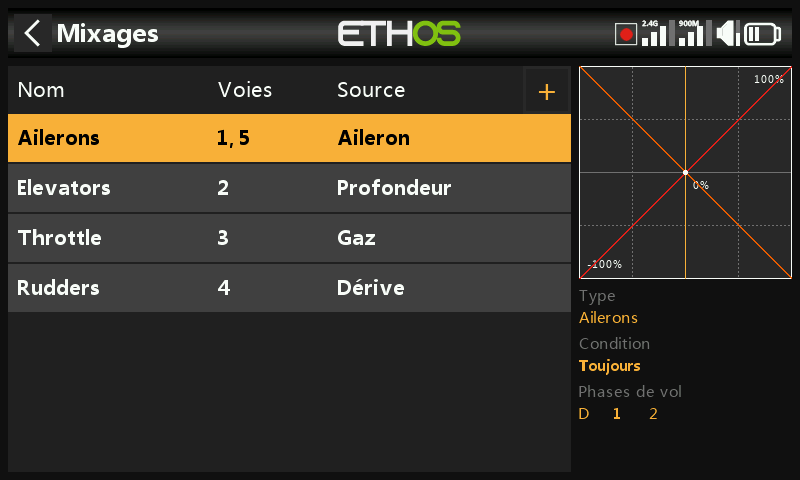 Mixages
ETHOS
2.4G
900M
Nom Voies Source +
Ailerons 1, 5 Aileron
Elevators 2 Profondeur
Throttle 3 Gaz
Rudders 4 Dérive
100%
0%
-100%
Type
Ailerons
Condition
Toujours
Phases de vol
D 1 2